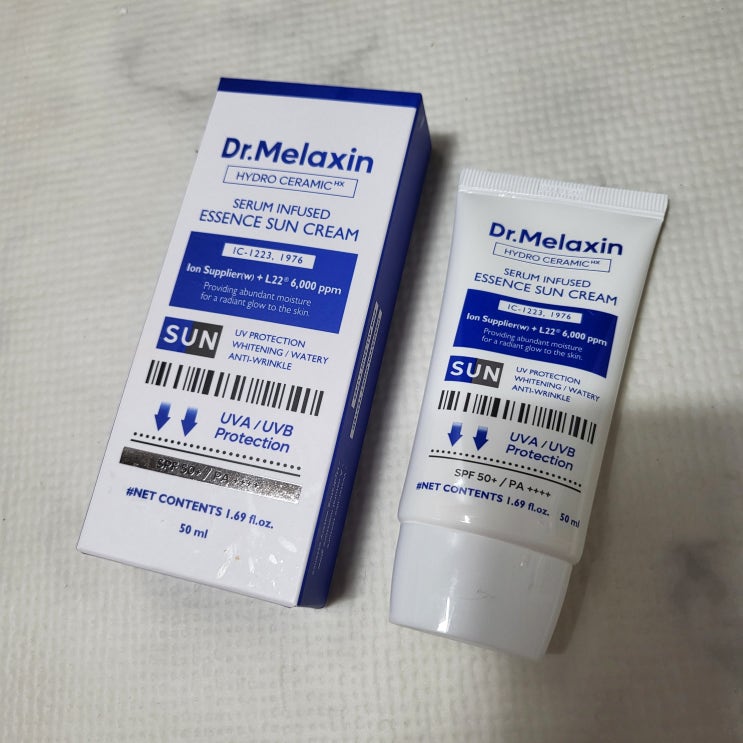 Dr.Melaxin
HYDRO CERAMIC HX
SERUM INFUSED
ESSENCE SUN CREAM
IC-1223, 1976
Ion Supplier(w) + L22® 6,000 ppm
Providing abundant moisture
for a radiant glow to the skin.
SUN
UV PROTECTION
WHITENING / WATERY
ANTI-WRINKLE
UVA / UVB
Protection
SPF 50+ / PA ++++
#NET CONTENTS 1.69 fl.oz.
50 ml
Dr.Melaxin
HYDRO CERAMIC HX
SERUM INFUSED
ESSENCE SUN CREAM
IC-1223, 1976
Ion Supplier(w) + L22® 6,000 ppm
Providing abundant moisture
for a radiant glow to the skin.
SUN
UV PROTECTION
WHITENING / WATERY
ANTI-WRINKLE
UVA / UVB
Protection
SPF 50+ / PA ++++
#NET CONTENTS 1.69 fl.oz. 50 ml